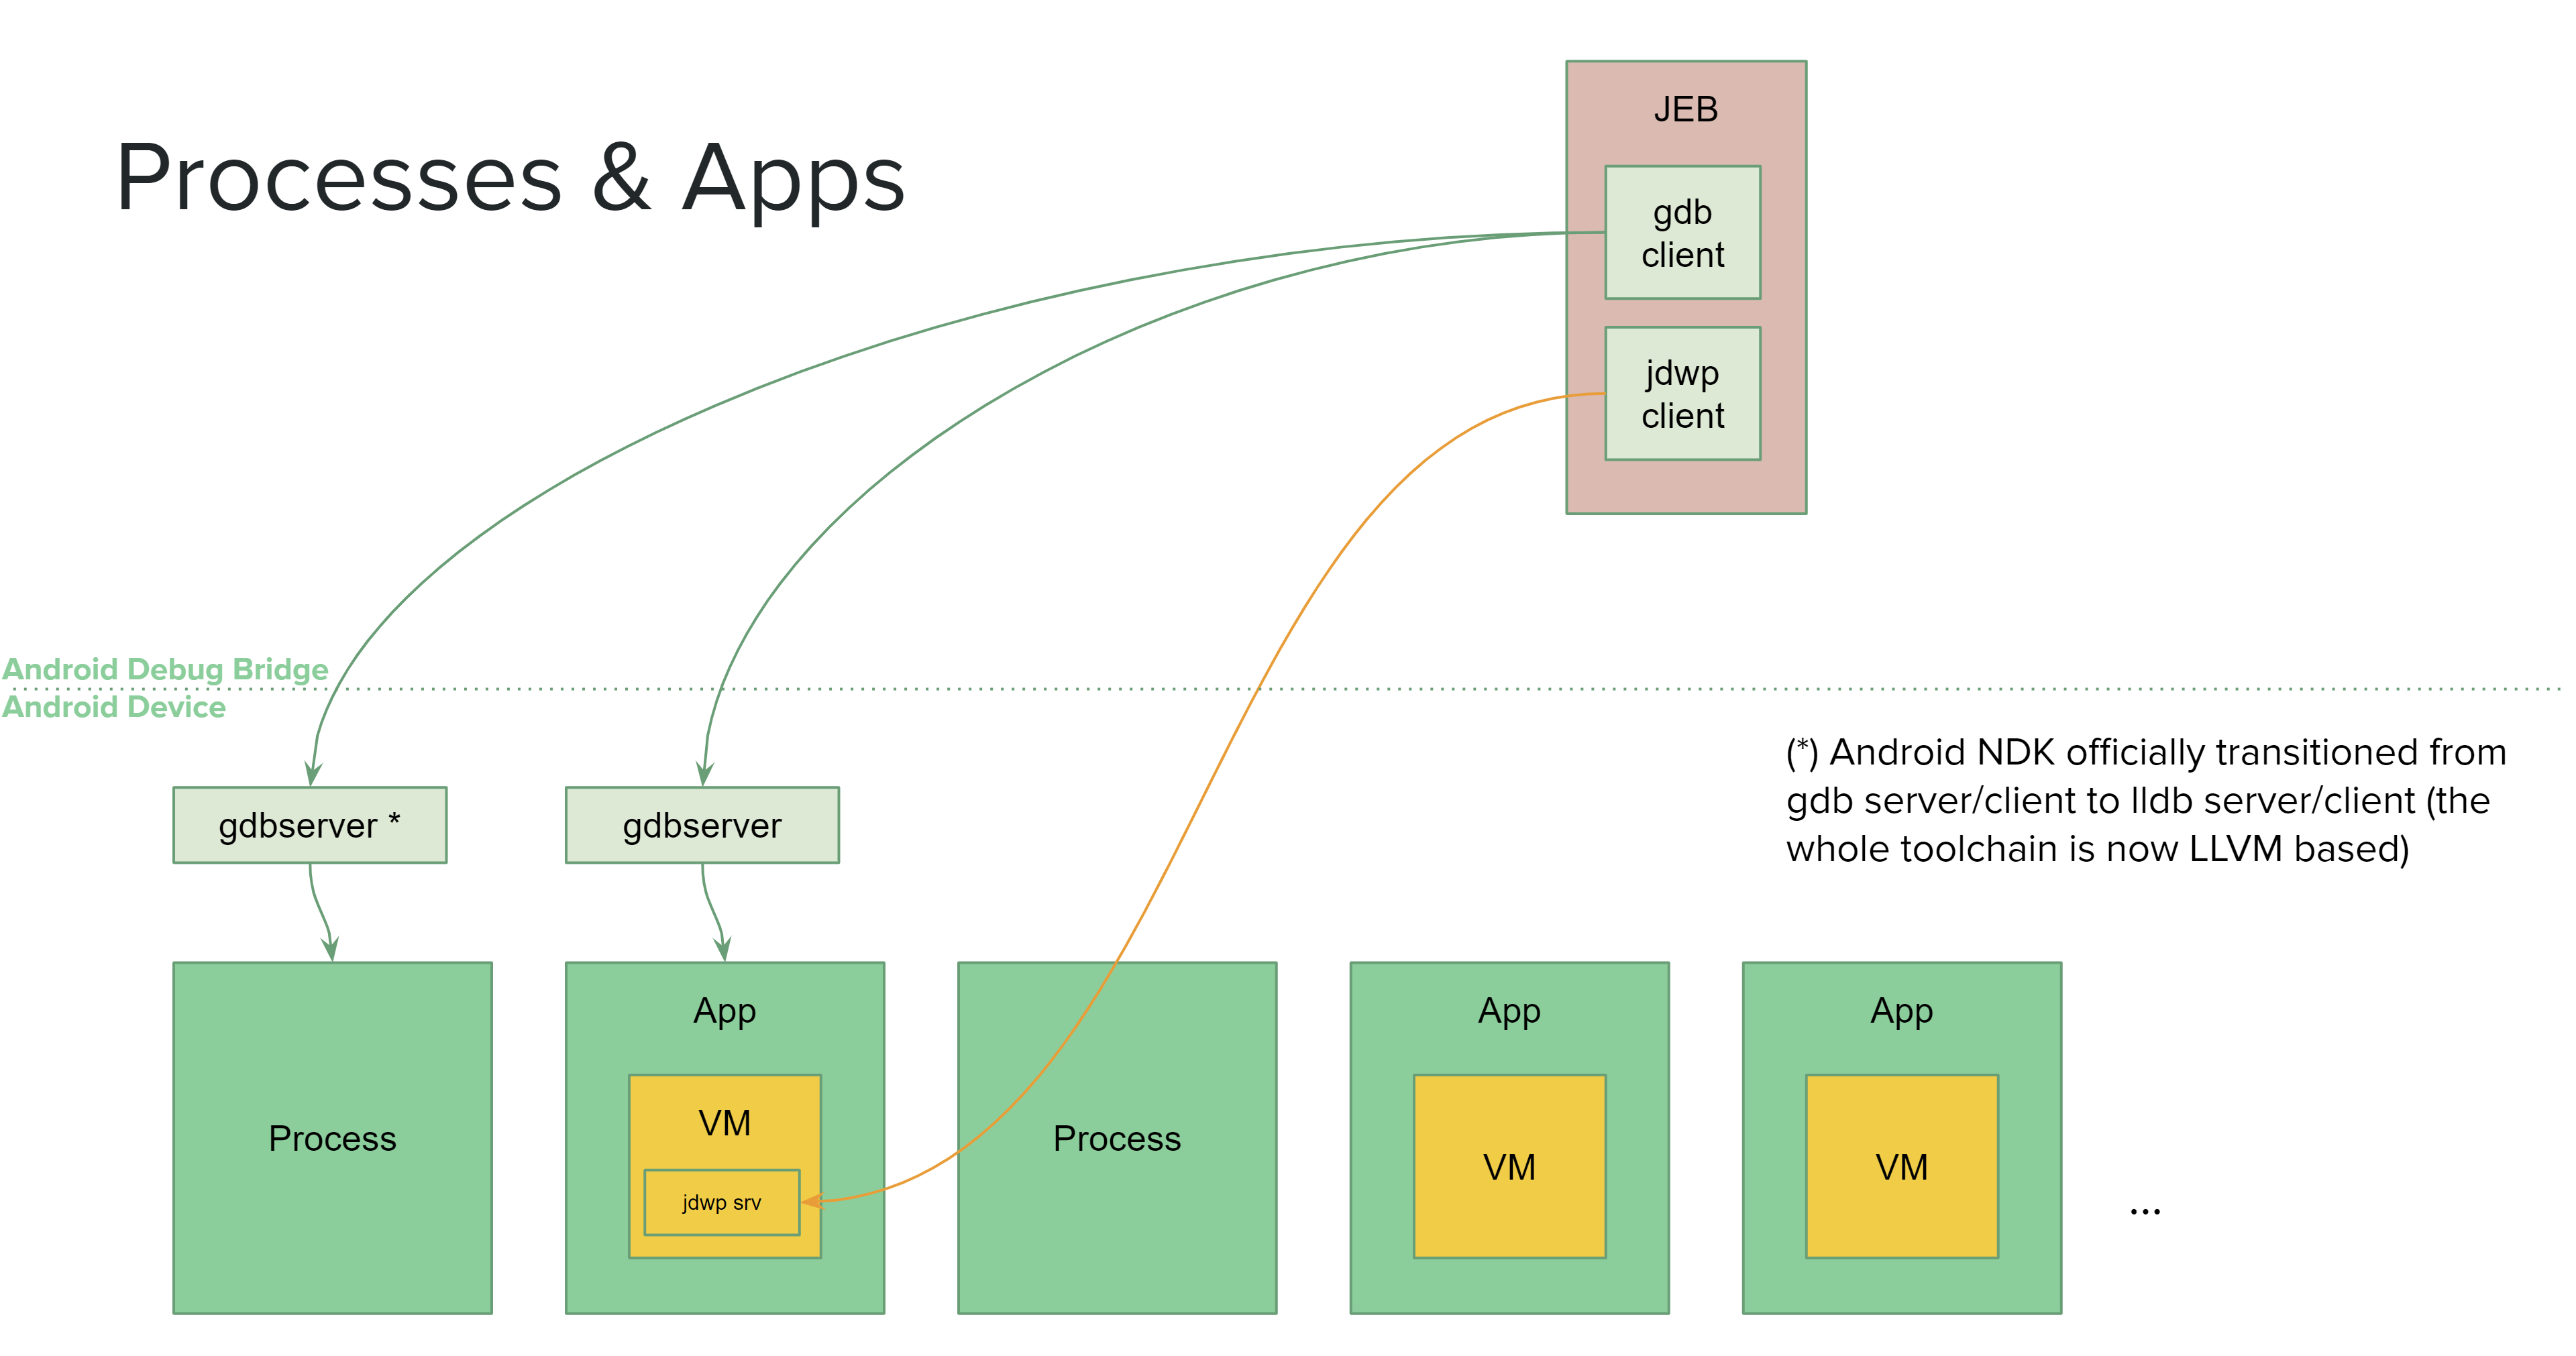 Processes & Apps
JEB
gdb
client
jdwp
client
Android Debug Bridge
Android Device
(*) Android NDK officially transitioned from
gdb server/client to lldb server/client (the
whole toolchain is now LLVM based)
gdbserver *
gdbserver
Process
App
VM
jdwp srv
Process
App
VM
App
VM
...